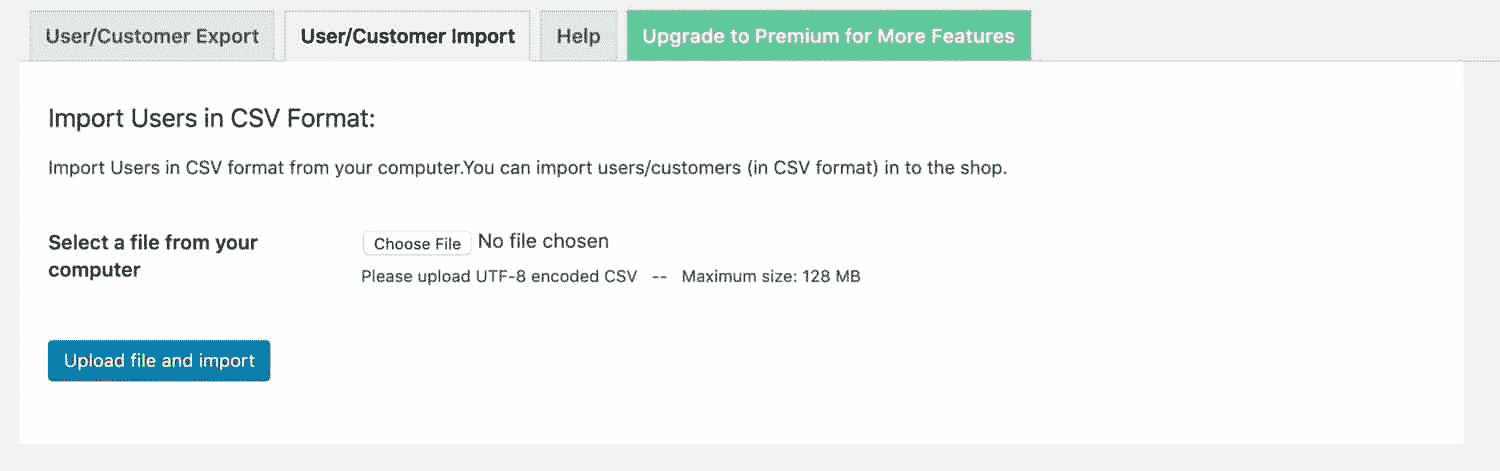 User/Customer Export
User/Customer Import
Help
Upgrade to Premium for More Features
Import Users in CSV Format:
Import Users in CSV format from your computer.You can import users/customers (in CSV format) in to the shop.
Select a file from your
computer
Choose File No file chosen
Please upload UTF-8 encoded CSV -- Maximum size: 128 MB
Upload file and import